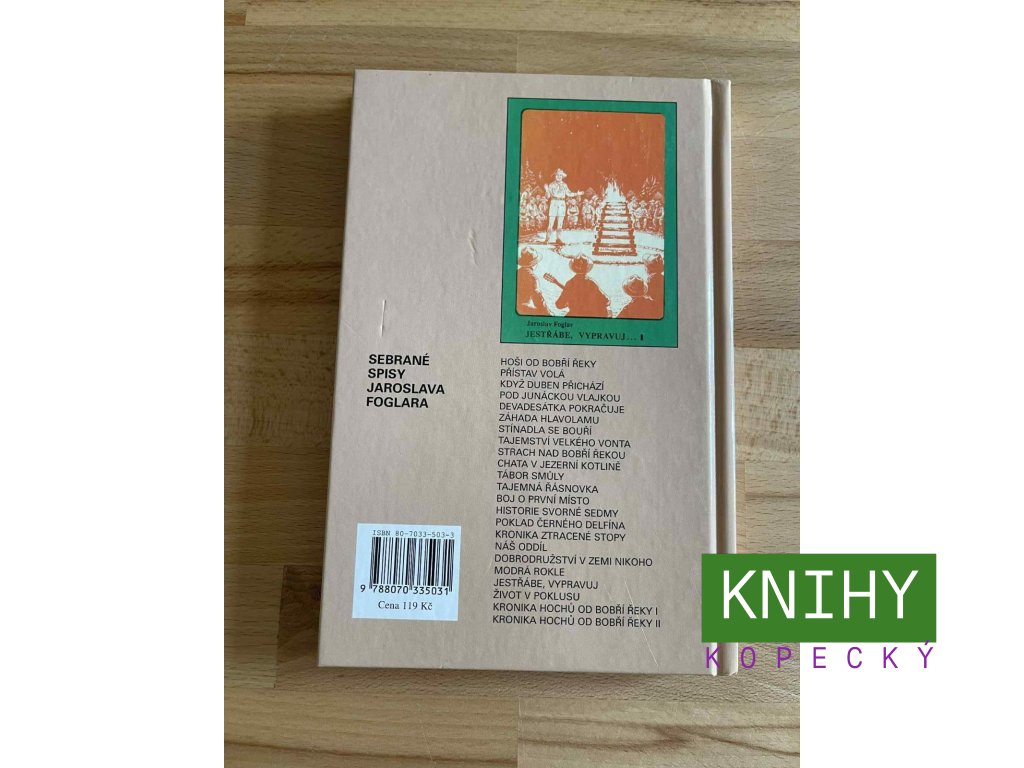 Jaroslav Foglar
JESTŘÁBE, VYPRAVUJ...
SEBRANÉ
SPISY
JAROSLAVA
FOGLARA
HOŠI OD BOBŘÍ ŘEKY
PŘÍSTAV VOLÁ
KDYŽ DUBEN PŘICHÁZÍ
POD JUNÁCKOU VLAJKOU
DEVADESÁTKA POKRAČUJE
ZÁHADA HLAVOLAMU
STÍNADLA SE BOUŘÍ
TAJEMSTVÍ VELKÉHO VONTA
STRACH NAD BOBŘÍ ŘEKOU
CHATA V JEZERNÍ KOTLINĚ
TÁBOR SMŮLY
TAJEMNÁ ŘÁSNOVKA
BOJ O PRVNÍ MÍSTO
HISTORIE SVORNÉ SEDMY
POKLAD ČERNÉHO DELFÍNA
KRONIKA ZTRACENÉ STOPY
NÁŠ ODDÍL
DOBRODRUŽSTVÍ V ZEMI NIKOHO
MODRÁ ROKLE
JESTŘÁBE, VYPRAVUJ
ŽIVOT V POKLUSU
KRONIKA HOCHŮ OD BOBŘÍ ŘEKY I
KRONIKA HOCHŮ OD BOBŘÍ ŘEKY II
ISBN 80-7033-503-3
9 788070 335031
Cena 119 Kč
KNIHY
KOPECKÝ